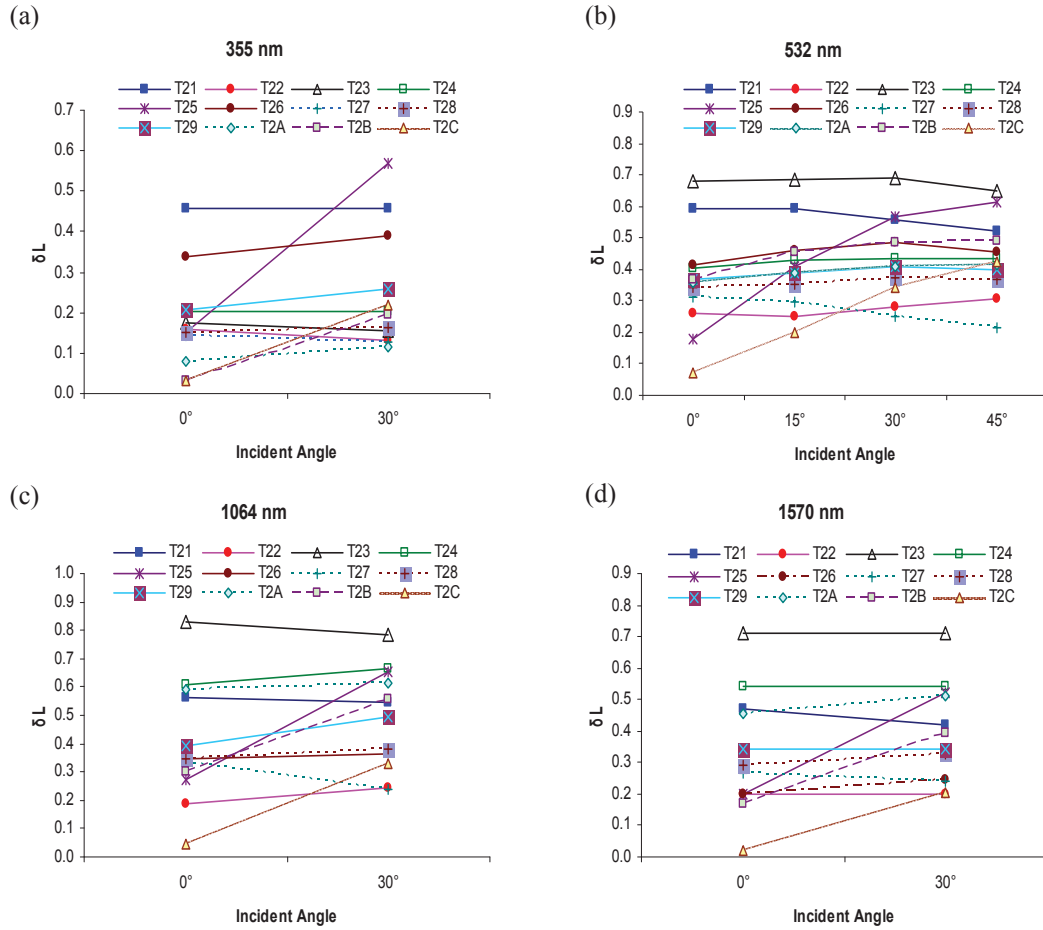 (a)
355 nm
T21 T22 T23 T24
T25 T26 T27 T28
T29 T2A T2B T2C
0.7
0.6
0.5
0.4
0.3
0.2
0.1
0.0
δ L
0° 30°
Incident Angle
(b)
532 nm
T21 T22 T23 T24
T25 T26 T27 T28
T29 T2A T2B T2C
0.9
0.8
0.7
0.6
0.5
0.4
0.3
0.2
0.1
0.0
δ L
0° 15° 30° 45°
Incident Angle
(c)
1064 nm
T21 T22 T23 T24
T25 T26 T27 T28
T29 T2A T2B T2C
1.0
0.9
0.8
0.7
0.6
0.5
0.4
0.3
0.2
0.1
0.0
δ L
0° 30°
Incident Angle
(d)
1570 nm
T21 T22 T23 T24
T25 T26 T27 T28
T29 T2A T2B T2C
0.9
0.8
0.7
0.6
0.5
0.4
0.3
0.2
0.1
0.0
δ L
0° 30°
Incident Angle